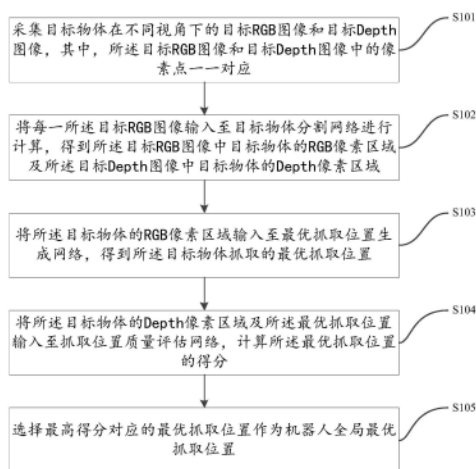 采集目标物体在不同视角下的目标RGB图像和目标Depth
图像，其中，所述目标RGB图像和目标Depth图像中的像
素点一一对应
S101
将每一所述目标RGB图像输入至目标物体分割网络进行
计算，得到所述目标RGB图像中目标物体的RGB像素区域
及所述目标Depth图像中目标物体的Depth像素区域
S102
将所述目标物体的RGB像素区域输入至最优抓取位置生
成网络，得到所述目标物体抓取的最优抓取位置
S103
将所述目标物体的Depth像素区域及所述最优抓取位置
输入至抓取位置质量评估网络，计算所述最优抓取位置
的得分
S104
选择最高得分对应的最优抓取位置作为机器人全局最优
抓取位置
S105